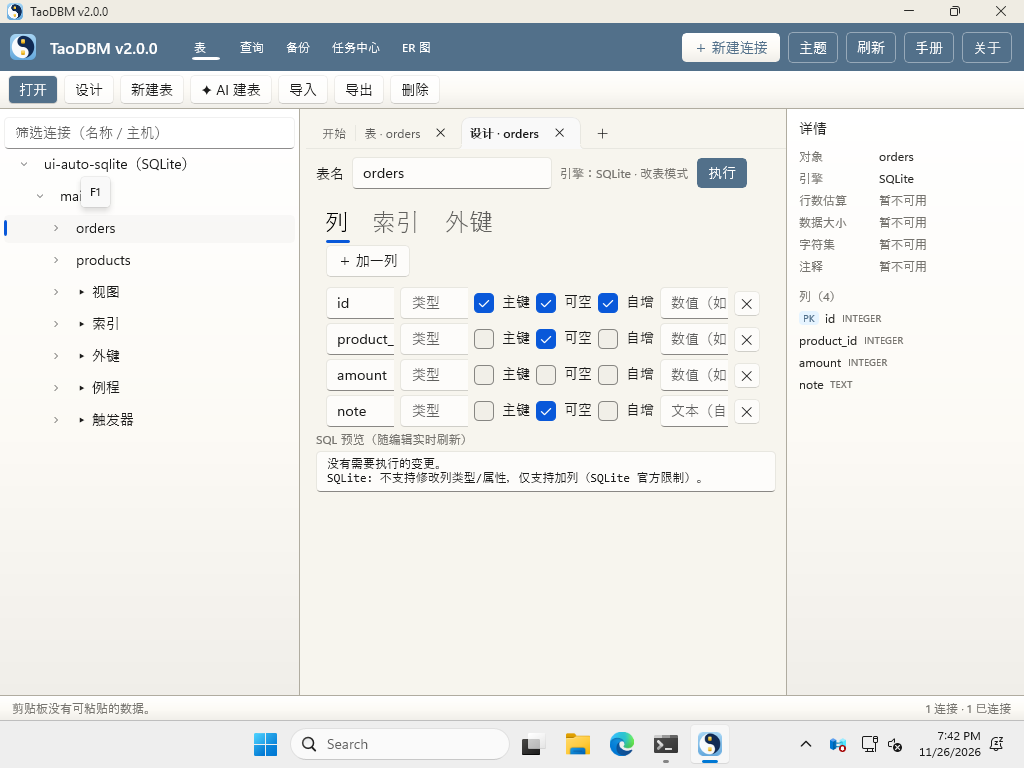 TaoDBM v2.0.0
TaoDBM v2.0.0 表 查询 备份 任务中心 ER 图 + 新建连接 主题 刷新 手册 关于
打开 设计 新建表 ✦ AI 建表 导入 导出 删除
筛选连接（名称 / 主机）
ui-auto-sqlite（SQLite）
mai
F1
orders
products
视图
索引
外键
例程
触发器
开始 表 · orders 设计 · orders
表名 orders 引擎：SQLite · 改表模式 执行
列 索引 外键
+ 加一列
id 类型 主键 可空 自增 数值（如
product_ 类型 主键 可空 自增 数值（如
amount 类型 主键 可空 自增 数值（如
note 类型 主键 可空 自增 文本（自
SQL 预览（随编辑实时刷新）
没有需要执行的变更。
SQLite: 不支持修改列类型/属性，仅支持加列（SQLite 官方限制）。
详情
对象 orders
引擎 SQLite
行数估算 暂不可用
数据大小 暂不可用
字符集 暂不可用
注释 暂不可用
列（4）
PK id INTEGER
product_id INTEGER
amount INTEGER
note TEXT
剪贴板没有可粘贴的数据。 1 连接 · 1 已连接
Search
7:42 PM
11/26/2026